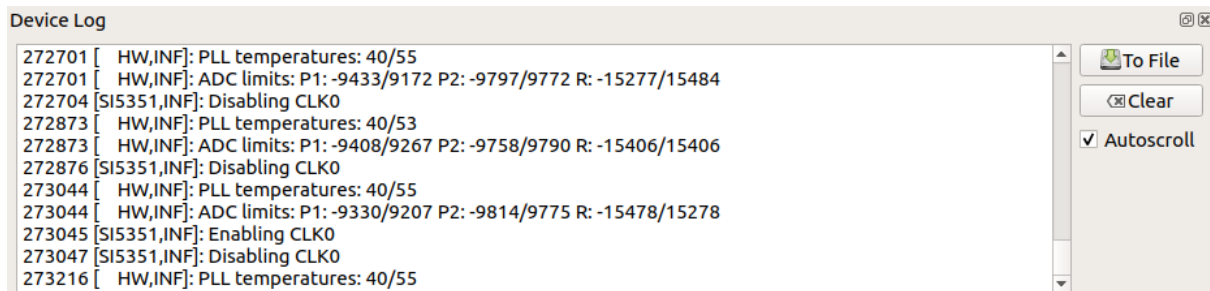 Device Log
272701 [    HW,INF]: PLL temperatures: 40/55
272701 [    HW,INF]: ADC limits: P1: -9433/9172 P2: -9797/9772 R: -15277/15484
272704 [SI5351,INF]: Disabling CLK0
272873 [    HW,INF]: PLL temperatures: 40/53
272873 [    HW,INF]: ADC limits: P1: -9408/9267 P2: -9758/9790 R: -15406/15406
272876 [SI5351,INF]: Disabling CLK0
273044 [    HW,INF]: PLL temperatures: 40/55
273044 [    HW,INF]: ADC limits: P1: -9330/9207 P2: -9814/9775 R: -15478/15278
273045 [SI5351,INF]: Enabling CLK0
273047 [SI5351,INF]: Disabling CLK0
273216 [    HW,INF]: PLL temperatures: 40/55
To File
Clear
Autoscroll